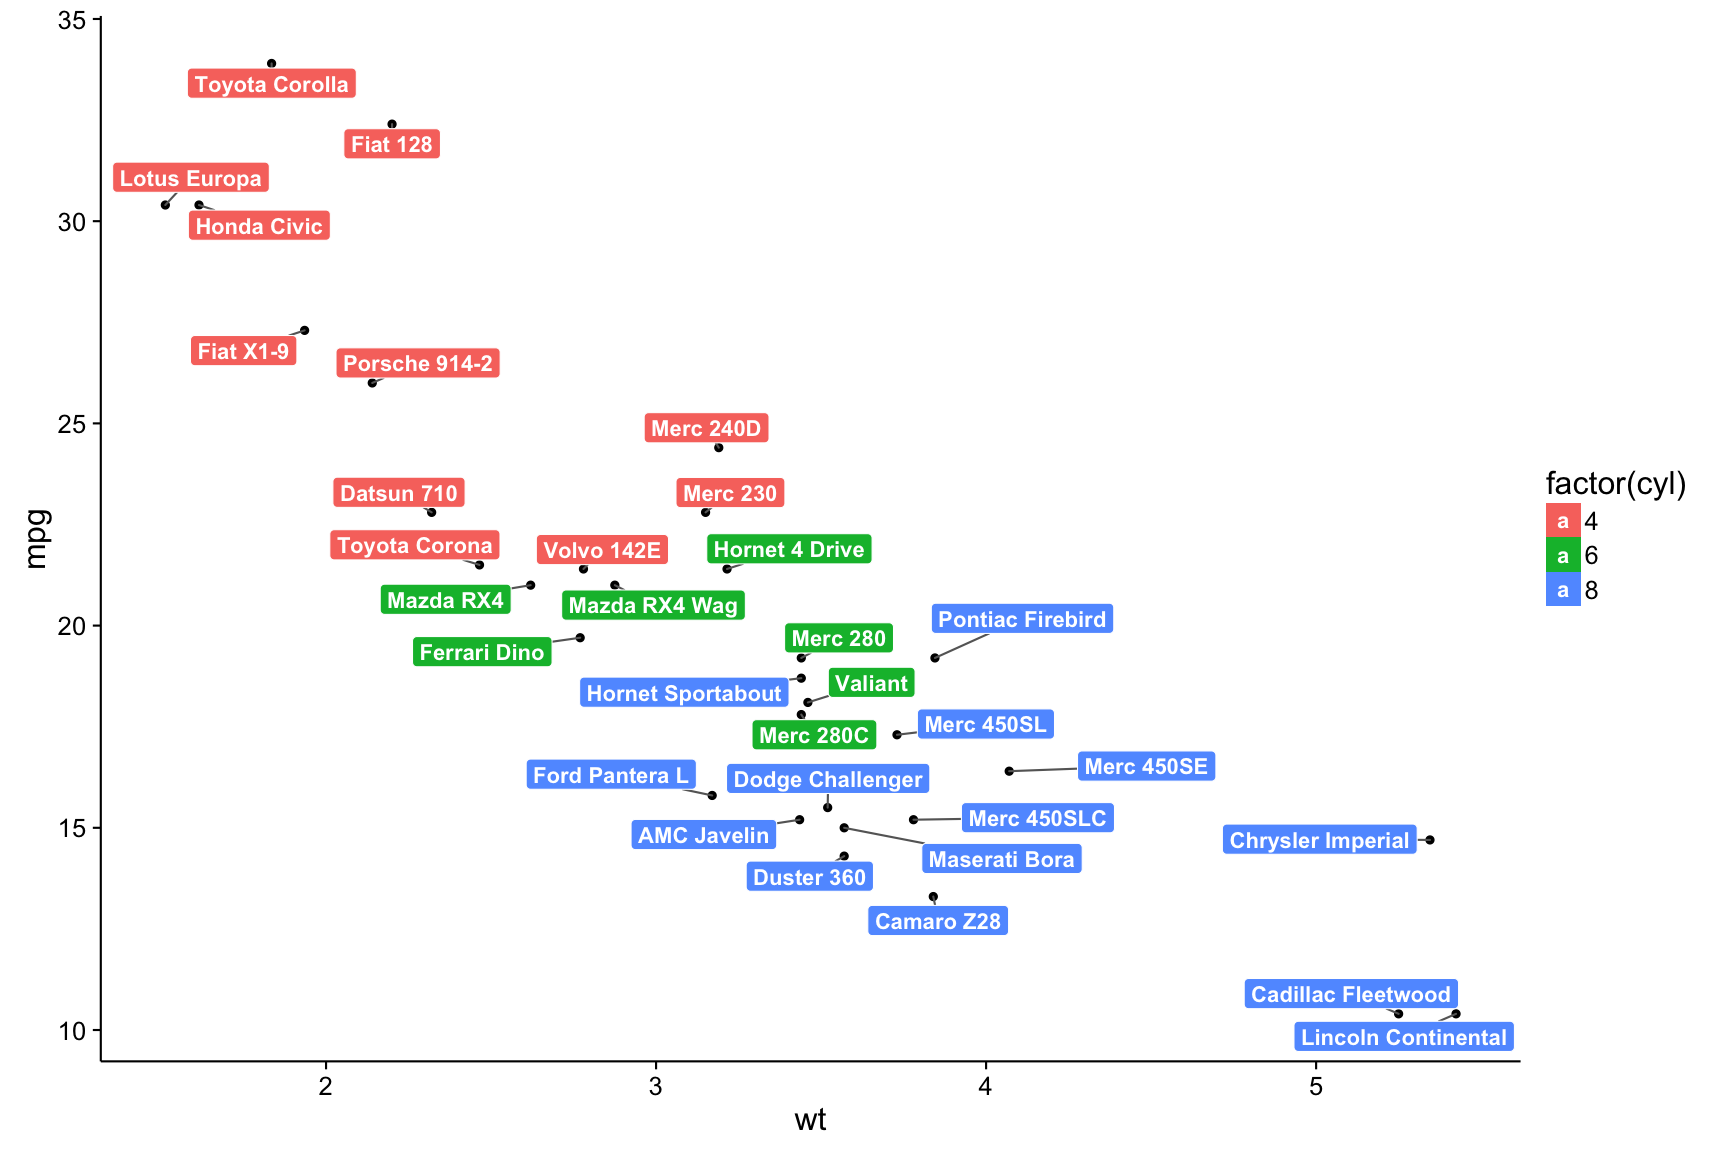 35
Toyota Corolla
Fiat 128
Lotus Europa
30
Honda Civic
Fiat X1-9
Porsche 914-2
25
Merc 240D
Datsun 710
Merc 230
Toyota Corona
Volvo 142E
Hornet 4 Drive
Mazda RX4
Mazda RX4 Wag
20
Pontiac Firebird
Merc 280
Ferrari Dino
Valiant
Hornet Sportabout
Merc 450SL
Merc 280C
Merc 450SE
Ford Pantera L
Dodge Challenger
15
Merc 450SLC
AMC Javelin
Chrysler Imperial
Maserati Bora
Duster 360
Camaro Z28
Cadillac Fleetwood
10
Lincoln Continental
mpg
2 3 4 5
wt
factor(cyl)
a 4
a 6
a 8